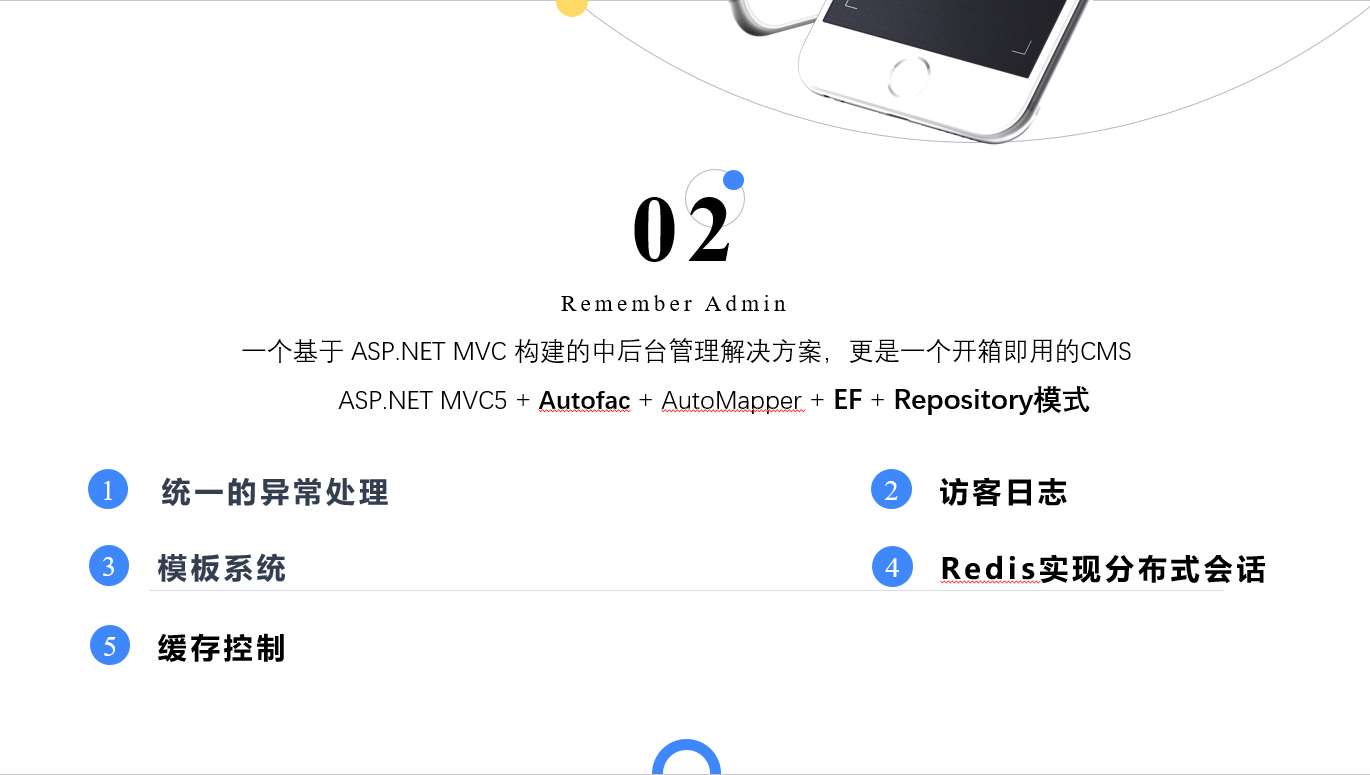 02
Remember Admin
一个基于 ASP.NET MVC 构建的中后台管理解决方案，更是一个开箱即用的CMS
ASP.NET MVC5 + Autofac + AutoMapper + EF + Repository模式
1 统一的异常处理
2 访客日志
3 模板系统
4 Redis实现分布式会话
5 缓存控制